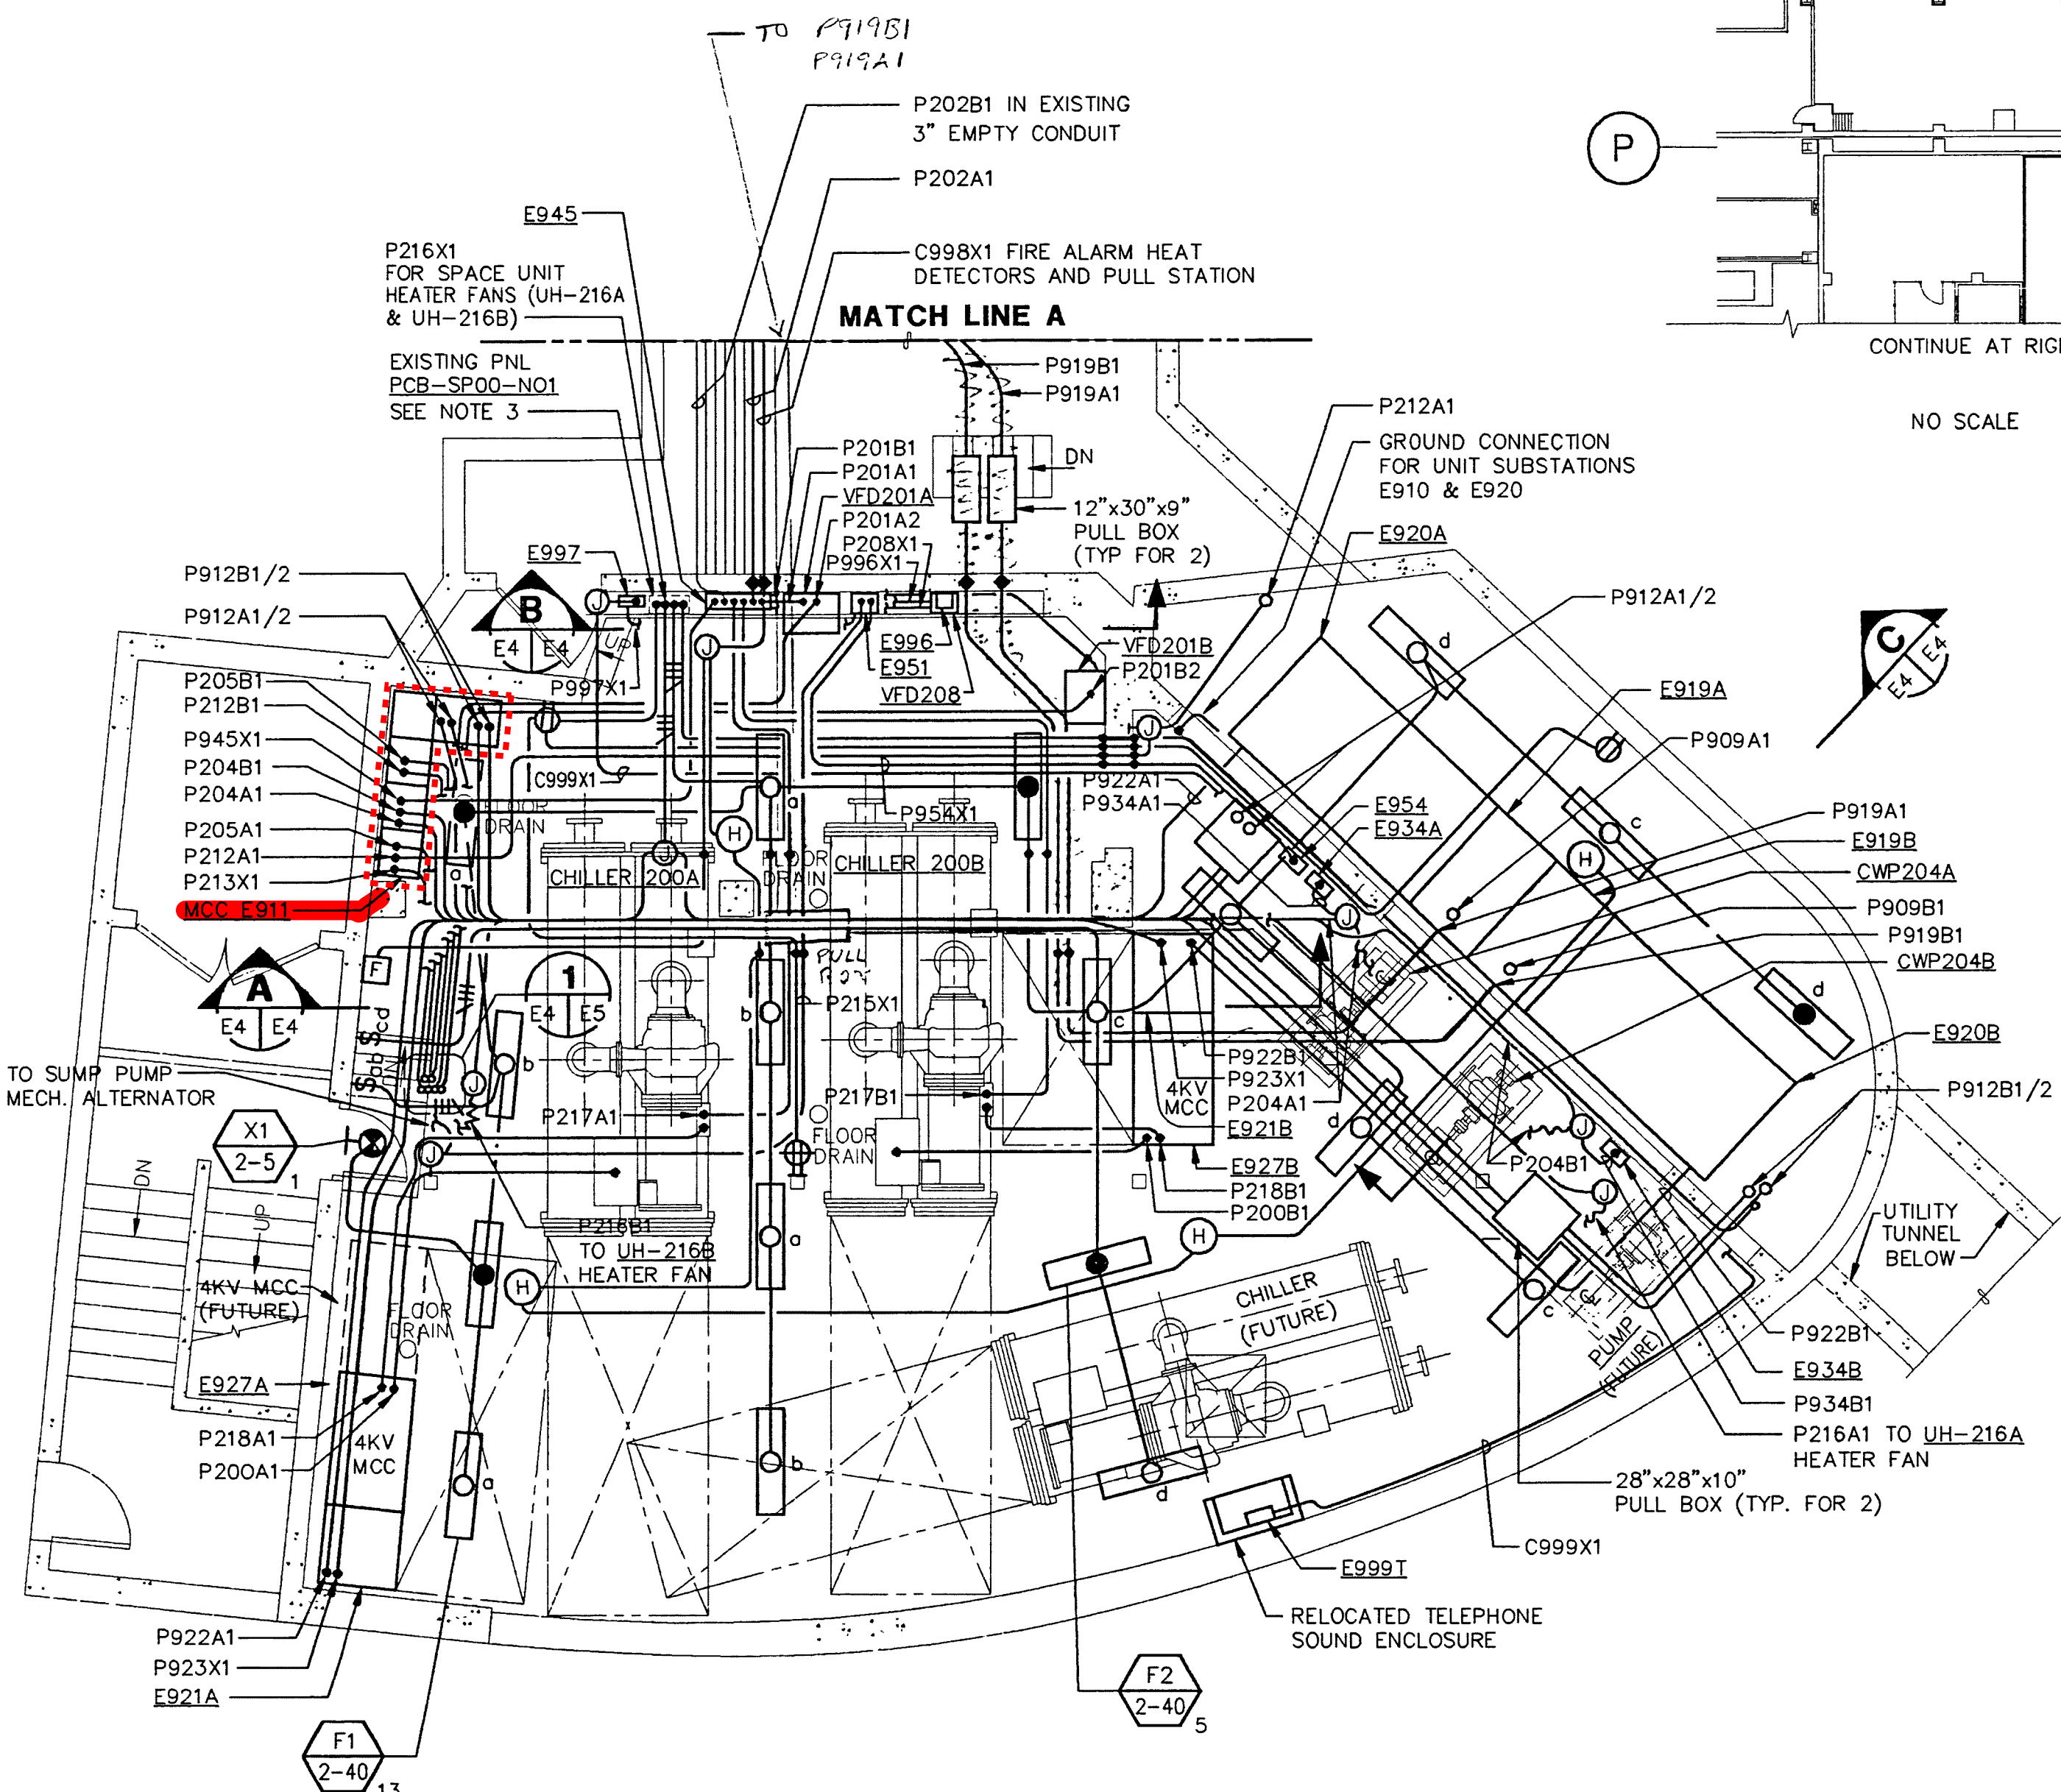 TO P919B1
P919A1
P202B1 IN EXISTING
3" EMPTY CONDUIT
P202A1
E945
P216X1
FOR SPACE UNIT
HEATER FANS (UH-216A
& UH-216B)
C998X1 FIRE ALARM HEAT
DETECTORS AND PULL STATION
MATCH LINE A
EXISTING PNL
PCB-SP00-NO1
SEE NOTE 3
P
CONTINUE AT RIG
NO SCALE
P919B1
P919A1
P212A1
GROUND CONNECTION
FOR UNIT SUBSTATIONS
E910 & E920
DN
12"x30"x9"
PULL BOX
(TYP FOR 2)
P201B1
P201A1
VFD201A
P201A2
P208X1
P996X1
E997
E920A
P912B1/2
P912A1/2
J
B
E4 E4
UP
P997X1
J
E996
E951
VFD208
VFD201B
P201B2
P912A1/2
C
E4
E4
d
E919A
P205B1
P212B1
P945X1
P204B1
P204A1
P205A1
P212A1
P213X1
MCC E911
J
P909A1
C999X1
a
FLOOR
DRAIN
P954X1
P922A1
P934A1
E954
E934A
P919A1
E919B
CWP204A
P909B1
P919B1
CWP204B
c
H
H
J
a
CHILLER 200A
FLOOR
DRAIN
CHILLER 200B
J
F
PULL
BOX
A
E4 E4
1
E4 E5
P215X1
b
c
d
E920B
Scd
Sab
TO SUMP PUMP
MECH. ALTERNATOR
J
b
P922B1
P923X1
P204A1
E921B
4KV
MCC
P217A1
P217B1
d
P912B1/2
X1
2-5
1
J
FLOOR
DRAIN
J
P204B1
E927B
P218B1
P200B1
J
DN
UP
P216B1
TO UH-216B
HEATER FAN
a
H
H
UTILITY
TUNNEL
BELOW
4KV MCC
(FUTURE)
FLOOR
DRAIN
CHILLER
(FUTURE)
c
PUMP
(FUTURE)
P922B1
E934B
P934B1
P216A1 TO UH-216A
HEATER FAN
E927A
P218A1
P200A1
4KV
MCC
a
b
d
28"x28"x10"
PULL BOX (TYP. FOR 2)
C999X1
E999T
RELOCATED TELEPHONE
SOUND ENCLOSURE
P922A1
P923X1
E921A
F2
2-40
5
F1
2-40
13